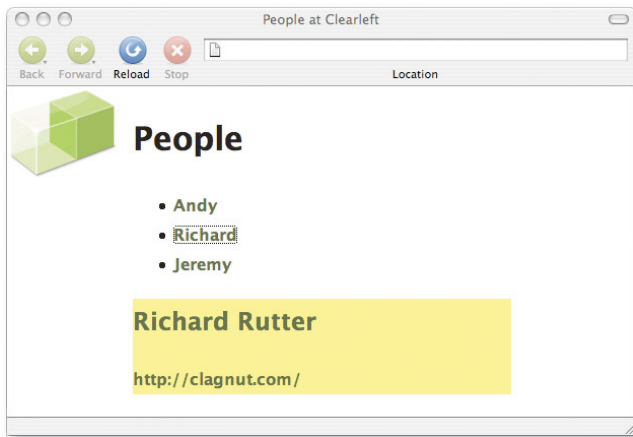 People at Clearleft
Back Forward Reload Stop Location
People
Andy
Richard
Jeremy
Richard Rutter
http://clagnut.com/